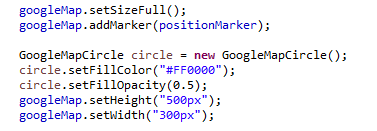 googleMap.setSizeFull();
googleMap.addMarker(positionMarker);
GoogleMapCircle circle = new GoogleMapCircle();
circle.setFillColor("#FF0000");
circle.setFillOpacity(0.5);
googleMap.setHeight("500px");
googleMap.setWidth("300px");